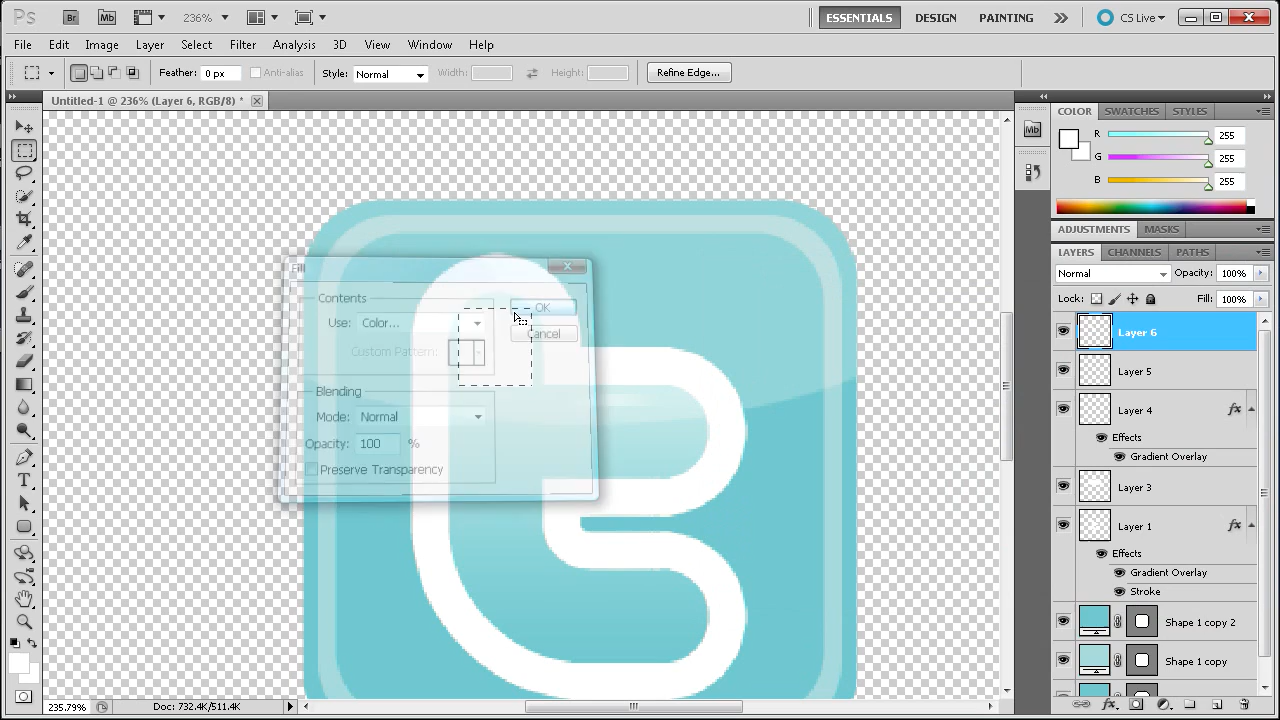 Ps Br Mb 236% ESSENTIALS DESIGN PAINTING CS Live
File Edit Image Layer Select Filter Analysis 3D View Window Help
Feather: 0 px Anti-alias Style: Normal Width: Height: Refine Edge...
Untitled-1 @ 236% (Layer 6, RGB/8) *
COLOR SWATCHES STYLES
Mb
R 255
G 255
B 255
ADJUSTMENTS MASKS
LAYERS CHANNELS PATHS
Normal Opacity: 100%
Lock: Fill: 100%
Layer 6
Layer 5
Layer 4 fx
Effects
Gradient Overlay
Layer 3
Layer 1 fx
Effects
Gradient Overlay
Stroke
Shape 1 copy 2
Shape 1 copy
Fill
Contents
OK
Use: Color...
Cancel
Custom Pattern:
Blending
Mode: Normal
Opacity: 100 %
Preserve Transparency
t
235.79% Doc: 732.4K/511.4K